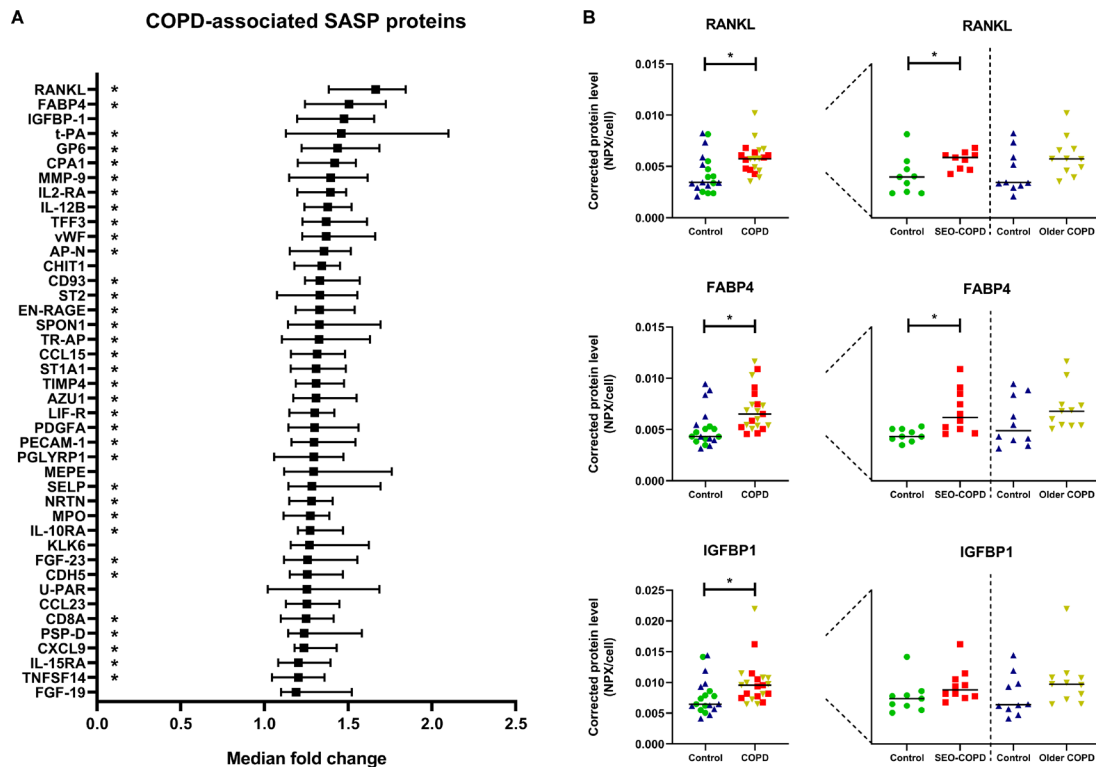 A
COPD-associated SASP proteins
RANKL *
FABP4 *
IGFBP-1
t-PA *
GP6 *
CPA1 *
MMP-9 *
IL2-RA *
IL-12B *
TFF3 *
vWF *
AP-N *
CHIT1
CD93 *
ST2 *
EN-RAGE *
SPON1 *
TR-AP *
CCL15 *
ST1A1 *
TIMP4 *
AZU1 *
LIF-R *
PDGFA *
PECAM-1 *
PGLYRP1 *
MEPE
SELP *
NRTN *
MPO *
IL-10RA *
KLK6
FGF-23 *
CDH5 *
U-PAR
CCL23
CD8A *
PSP-D *
CXCL9 *
IL-15RA *
TNFSF14 *
FGF-19
0.0 0.5 1.0 1.5 2.0 2.5
Median fold change
B
RANKL
Corrected protein level
(NPX/cell)
0.015
0.010
0.005
0.000
*
Control COPD
RANKL
*
Control SEO-COPD Control Older COPD
FABP4
Corrected protein level
(NPX/cell)
0.015
0.010
0.005
0.000
*
Control COPD
FABP4
*
Control SEO-COPD Control Older COPD
IGFBP1
Corrected protein level
(NPX/cell)
0.025
0.020
0.015
0.010
0.005
0.000
*
Control COPD
IGFBP1
Control SEO-COPD Control Older COPD